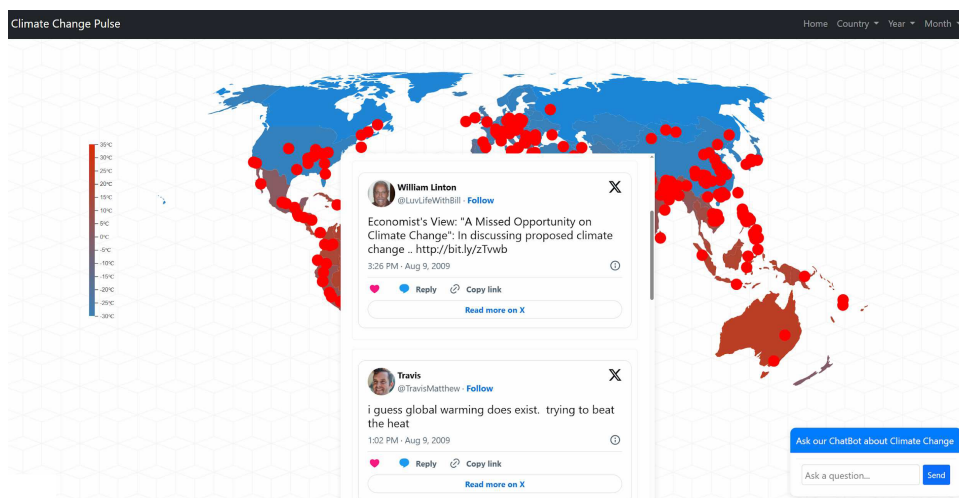 Climate Change Pulse
Home Country Year Month
35°C
30°C
25°C
20°C
15°C
10°C
5°C
0°C
-5°C
-10°C
-15°C
-20°C
-25°C
-30°C
William Linton
@LuvLifeWithBill · Follow
Economist's View: "A Missed Opportunity on
Climate Change": In discussing proposed climate
change .. http://bit.ly/zTvwb
3:26 PM · Aug 9, 2009
Reply Copy link
Read more on X
Travis
@TravisMatthew · Follow
i guess global warming does exist. trying to beat
the heat
1:02 PM · Aug 9, 2009
Reply Copy link
Read more on X
Ask our ChatBot about Climate Change
Ask a question...
Send